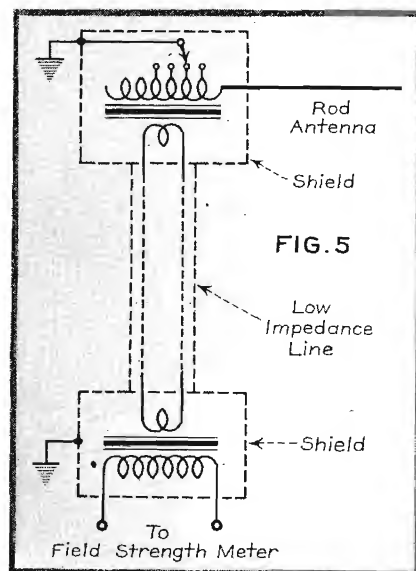 Rod
Antenna
Shield
FIG. 5
Low
Impedance
Line
Shield
To
Field Strength Meter